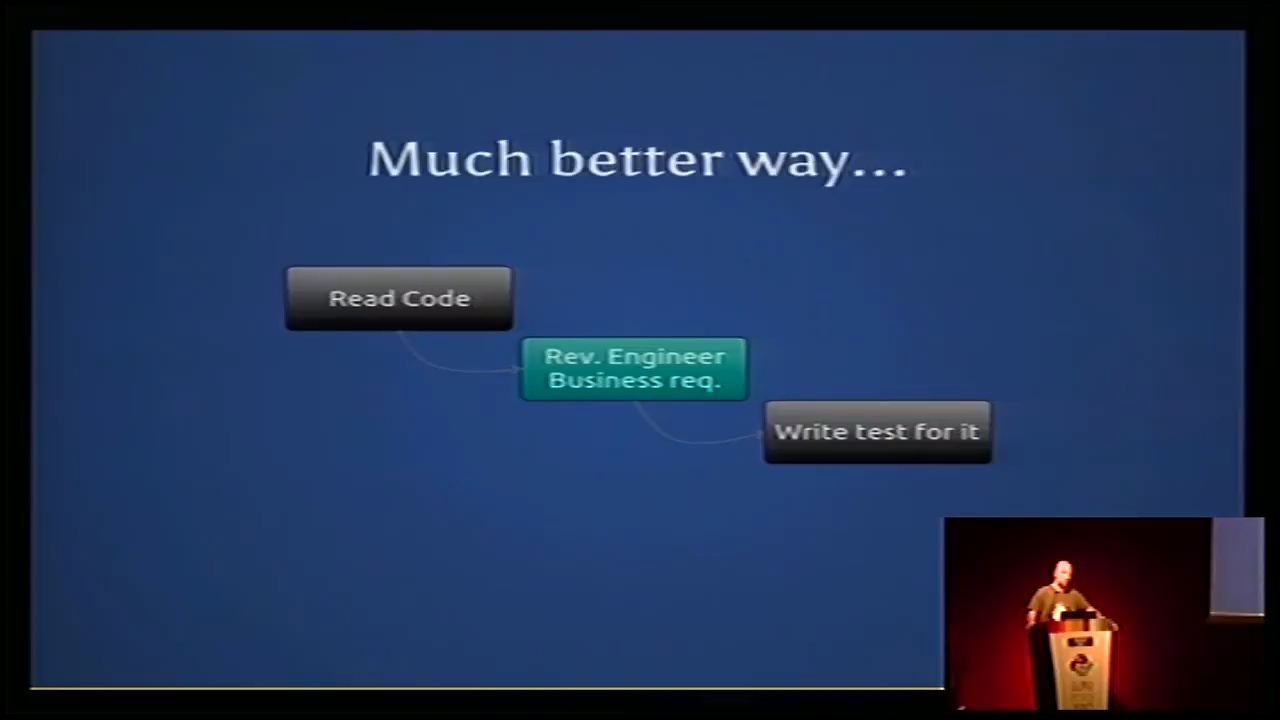 Much better way...
Read Code
Rev. Engineer
Business req.
Write test for it